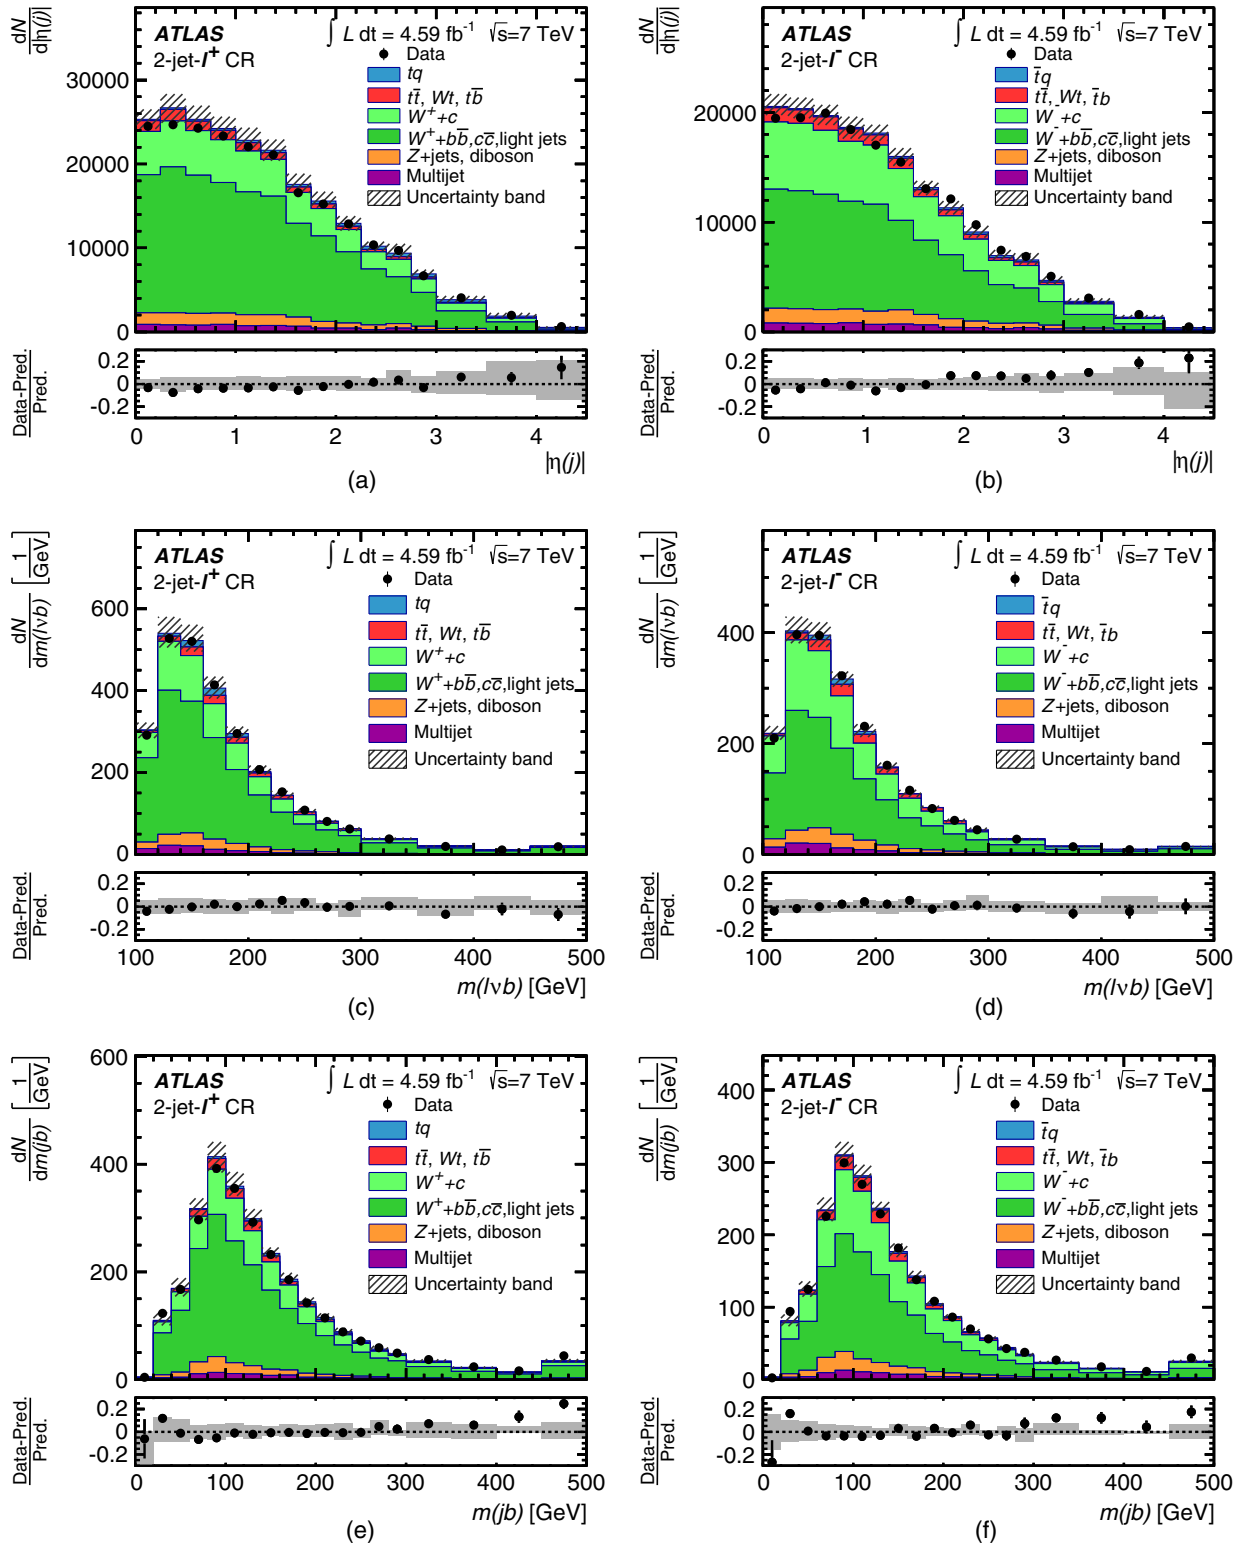 dN
d|η(j)|
ATLAS
2-jet-l⁺ CR
∫ L dt = 4.59 fb⁻¹ √s=7 TeV
Data
tq
tt̄, Wt, tb̄
W⁺+c
W⁺+bb̄,cc̄,light jets
Z+jets, diboson
Multijet
Uncertainty band
30000
20000
10000
0
Data-Pred.
Pred.
0.2
0
-0.2
0 1 2 3 4
|η(j)|
(a)
dN
d|η(j)|
ATLAS
2-jet-l⁻ CR
∫ L dt = 4.59 fb⁻¹ √s=7 TeV
Data
t̄q
tt̄, Wt, t̄b
W⁻+c
W⁻+bb̄,cc̄,light jets
Z+jets, diboson
Multijet
Uncertainty band
20000
10000
0
Data-Pred.
Pred.
0.2
0
-0.2
0 1 2 3 4
|η(j)|
(b)
dN
dm(lνb)
[1
GeV]
ATLAS
2-jet-l⁺ CR
∫ L dt = 4.59 fb⁻¹ √s=7 TeV
Data
tq
tt̄, Wt, tb̄
W⁺+c
W⁺+bb̄,cc̄,light jets
Z+jets, diboson
Multijet
Uncertainty band
600
400
200
0
Data-Pred.
Pred.
0.2
0
-0.2
100 200 300 400 500
m(lνb) [GeV]
(c)
dN
dm(lνb)
[1
GeV]
ATLAS
2-jet-l⁻ CR
∫ L dt = 4.59 fb⁻¹ √s=7 TeV
Data
t̄q
tt̄, Wt, t̄b
W⁻+c
W⁻+bb̄,cc̄,light jets
Z+jets, diboson
Multijet
Uncertainty band
400
200
0
Data-Pred.
Pred.
0.2
0
-0.2
100 200 300 400 500
m(lνb) [GeV]
(d)
dN
dm(jb)
[1
GeV]
ATLAS
2-jet-l⁺ CR
∫ L dt = 4.59 fb⁻¹ √s=7 TeV
Data
tq
tt̄, Wt, tb̄
W⁺+c
W⁺+bb̄,cc̄,light jets
Z+jets, diboson
Multijet
Uncertainty band
600
400
200
0
Data-Pred.
Pred.
0.2
0
-0.2
0 100 200 300 400 500
m(jb) [GeV]
(e)
dN
dm(jb)
[1
GeV]
ATLAS
2-jet-l⁻ CR
∫ L dt = 4.59 fb⁻¹ √s=7 TeV
Data
t̄q
tt̄, Wt, t̄b
W⁻+c
W⁻+bb̄,cc̄,light jets
Z+jets, diboson
Multijet
Uncertainty band
400
300
200
100
0
Data-Pred.
Pred.
0.2
0
-0.2
0 100 200 300 400 500
m(jb) [GeV]
(f)